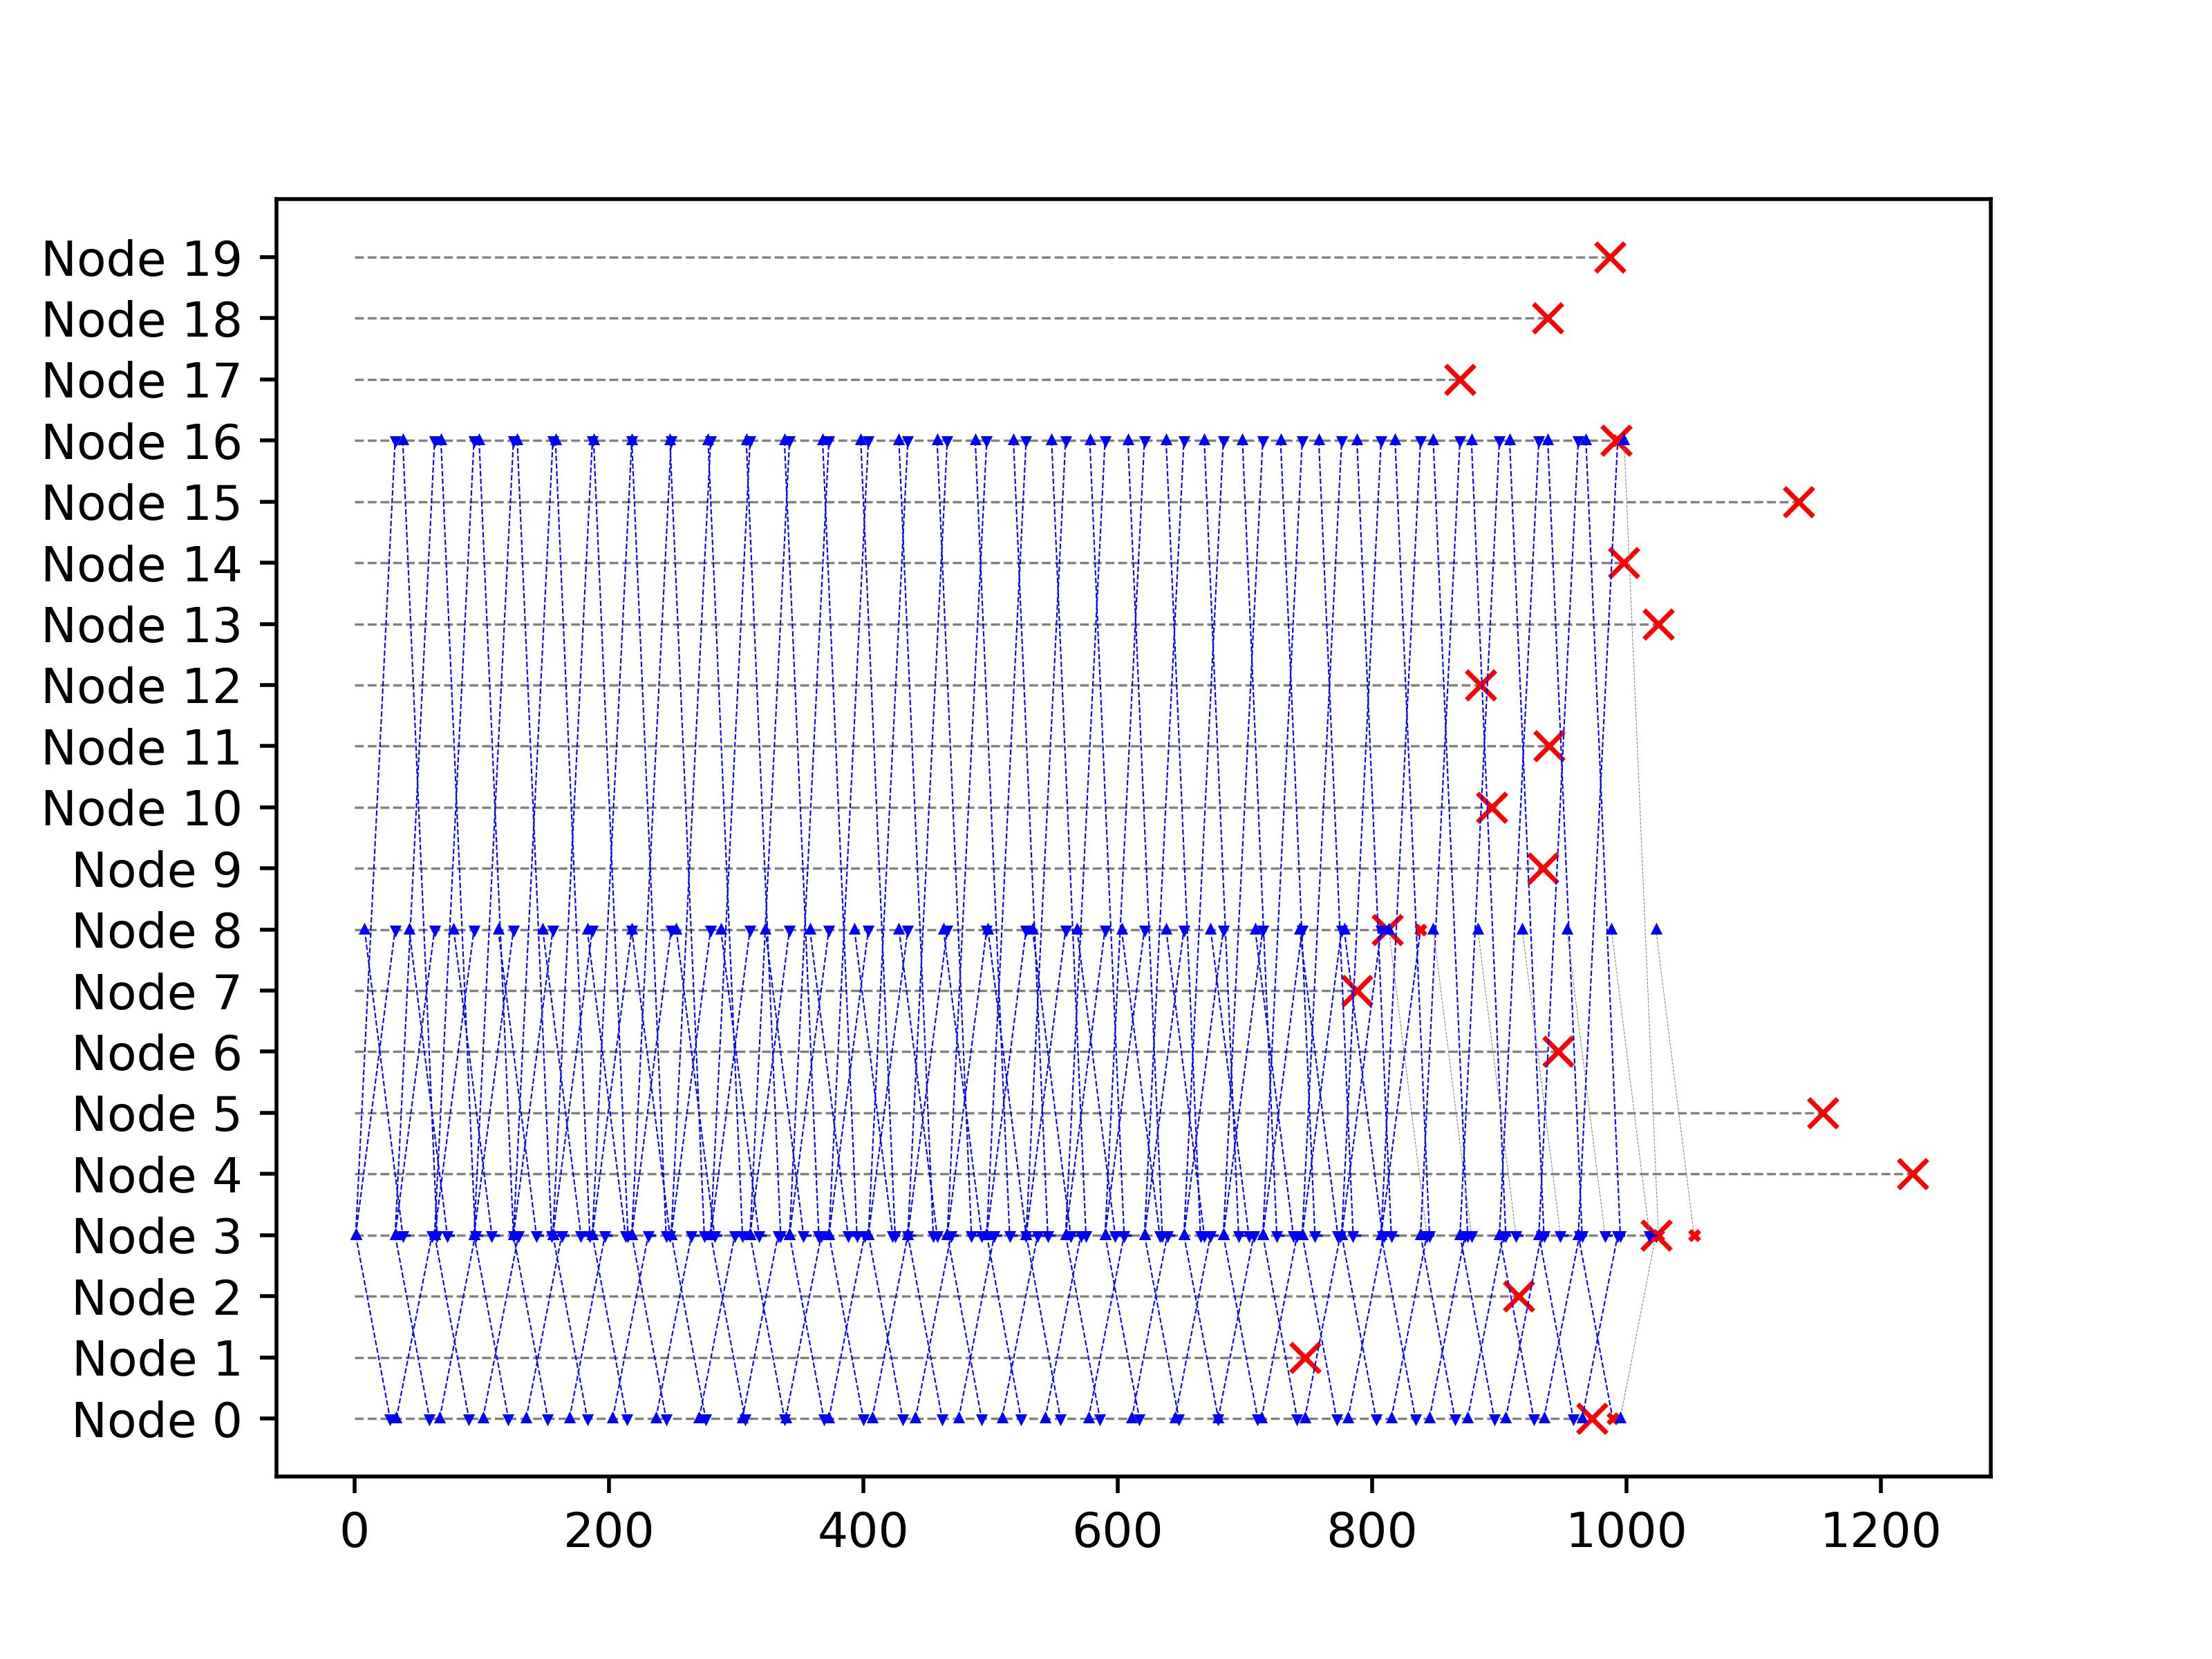 Node 19
Node 18
Node 17
Node 16
Node 15
Node 14
Node 13
Node 12
Node 11
Node 10
Node 9
Node 8
Node 7
Node 6
Node 5
Node 4
Node 3
Node 2
Node 1
Node 0
0 200 400 600 800 1000 1200